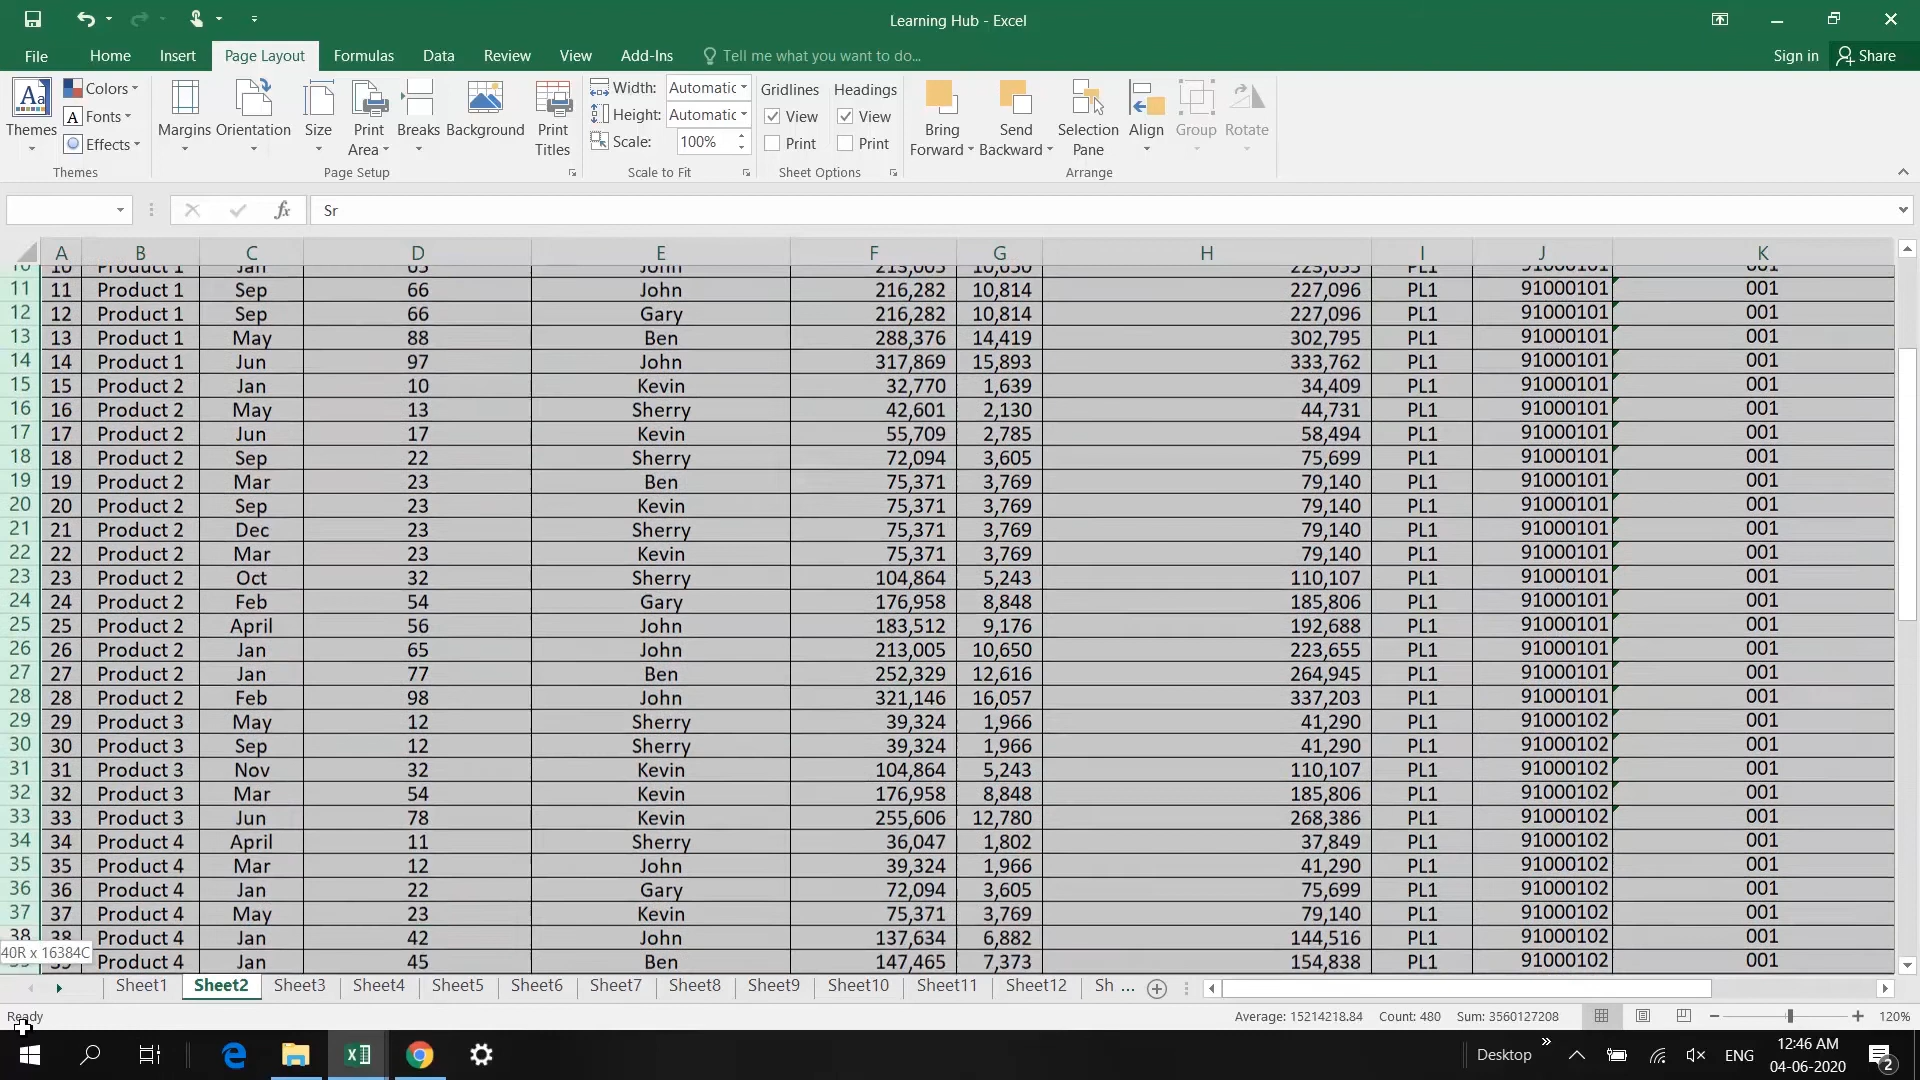 Learning Hub - Excel
File Home Insert Page Layout Formulas Data Review View Add-Ins Tell me what you want to do... Sign in Share
Themes
Colors
Fonts
Effects
Themes
Margins
Orientation
Size
Print Area
Breaks
Background
Print Titles
Page Setup
Width: Automatic
Height: Automatic
Scale: 100%
Scale to Fit
Gridlines
View
Print
Headings
View
Print
Sheet Options
Bring Forward
Send Backward
Selection Pane
Align
Group
Rotate
Arrange
fx Sr
A B C D E F G H I J K
10 10 Product 1 Jan 65 John 213,005 10,650 223,655 PL1 91000101 001
11 11 Product 1 Sep 66 John 216,282 10,814 227,096 PL1 91000101 001
12 12 Product 1 Sep 66 Gary 216,282 10,814 227,096 PL1 91000101 001
13 13 Product 1 May 88 Ben 288,376 14,419 302,795 PL1 91000101 001
14 14 Product 1 Jun 97 John 317,869 15,893 333,762 PL1 91000101 001
15 15 Product 2 Jan 10 Kevin 32,770 1,639 34,409 PL1 91000101 001
16 16 Product 2 May 13 Sherry 42,601 2,130 44,731 PL1 91000101 001
17 17 Product 2 Jun 17 Kevin 55,709 2,785 58,494 PL1 91000101 001
18 18 Product 2 Sep 22 Sherry 72,094 3,605 75,699 PL1 91000101 001
19 19 Product 2 Mar 23 Ben 75,371 3,769 79,140 PL1 91000101 001
20 20 Product 2 Sep 23 Kevin 75,371 3,769 79,140 PL1 91000101 001
21 21 Product 2 Dec 23 Sherry 75,371 3,769 79,140 PL1 91000101 001
22 22 Product 2 Mar 23 Kevin 75,371 3,769 79,140 PL1 91000101 001
23 23 Product 2 Oct 32 Sherry 104,864 5,243 110,107 PL1 91000101 001
24 24 Product 2 Feb 54 Gary 176,958 8,848 185,806 PL1 91000101 001
25 25 Product 2 April 56 John 183,512 9,176 192,688 PL1 91000101 001
26 26 Product 2 Jan 65 John 213,005 10,650 223,655 PL1 91000101 001
27 27 Product 2 Jan 77 Ben 252,329 12,616 264,945 PL1 91000101 001
28 28 Product 2 Feb 98 John 321,146 16,057 337,203 PL1 91000101 001
29 29 Product 3 May 12 Sherry 39,324 1,966 41,290 PL1 91000102 001
30 30 Product 3 Sep 12 Sherry 39,324 1,966 41,290 PL1 91000102 001
31 31 Product 3 Nov 32 Kevin 104,864 5,243 110,107 PL1 91000102 001
32 32 Product 3 Mar 54 Kevin 176,958 8,848 185,806 PL1 91000102 001
33 33 Product 3 Jun 78 Kevin 255,606 12,780 268,386 PL1 91000102 001
34 34 Product 4 April 11 Sherry 36,047 1,802 37,849 PL1 91000102 001
35 35 Product 4 Mar 12 John 39,324 1,966 41,290 PL1 91000102 001
36 36 Product 4 Jan 22 Gary 72,094 3,605 75,699 PL1 91000102 001
37 37 Product 4 May 23 Kevin 75,371 3,769 79,140 PL1 91000102 001
38 38 Product 4 Jan 42 John 137,634 6,882 144,516 PL1 91000102 001
40R x 16384C
39 Product 4 Jan 45 Ben 147,465 7,373 154,838 PL1 91000102 001
Sheet1 Sheet2 Sheet3 Sheet4 Sheet5 Sheet6 Sheet7 Sheet8 Sheet9 Sheet10 Sheet11 Sheet12 Sh ...
Ready Average: 15214218.84 Count: 480 Sum: 3560127208 120%
Desktop ENG 12:46 AM
04-06-2020
2